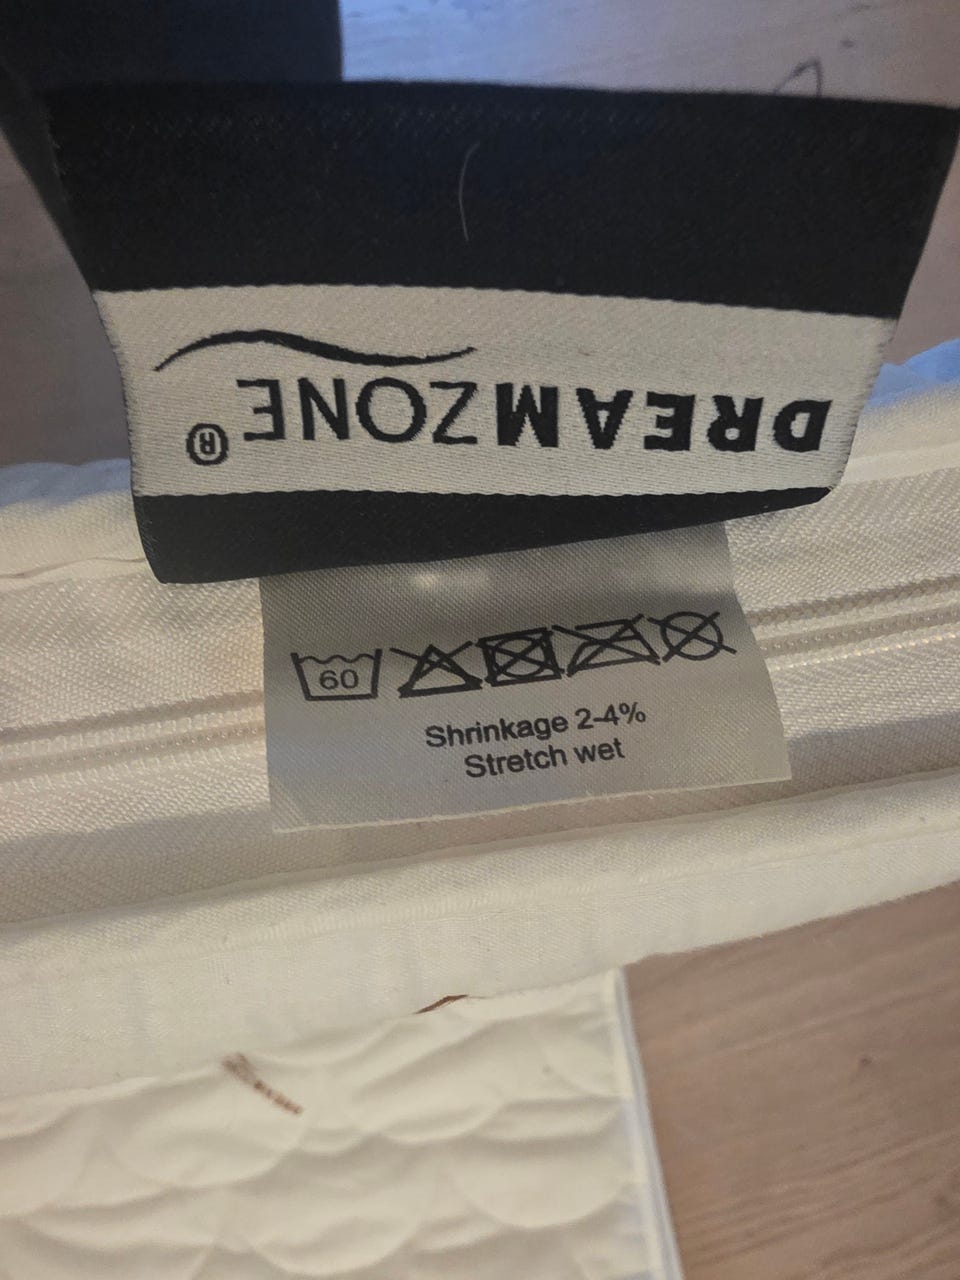 DREAMZONE®
60
Shrinkage 2-4%
Stretch wet